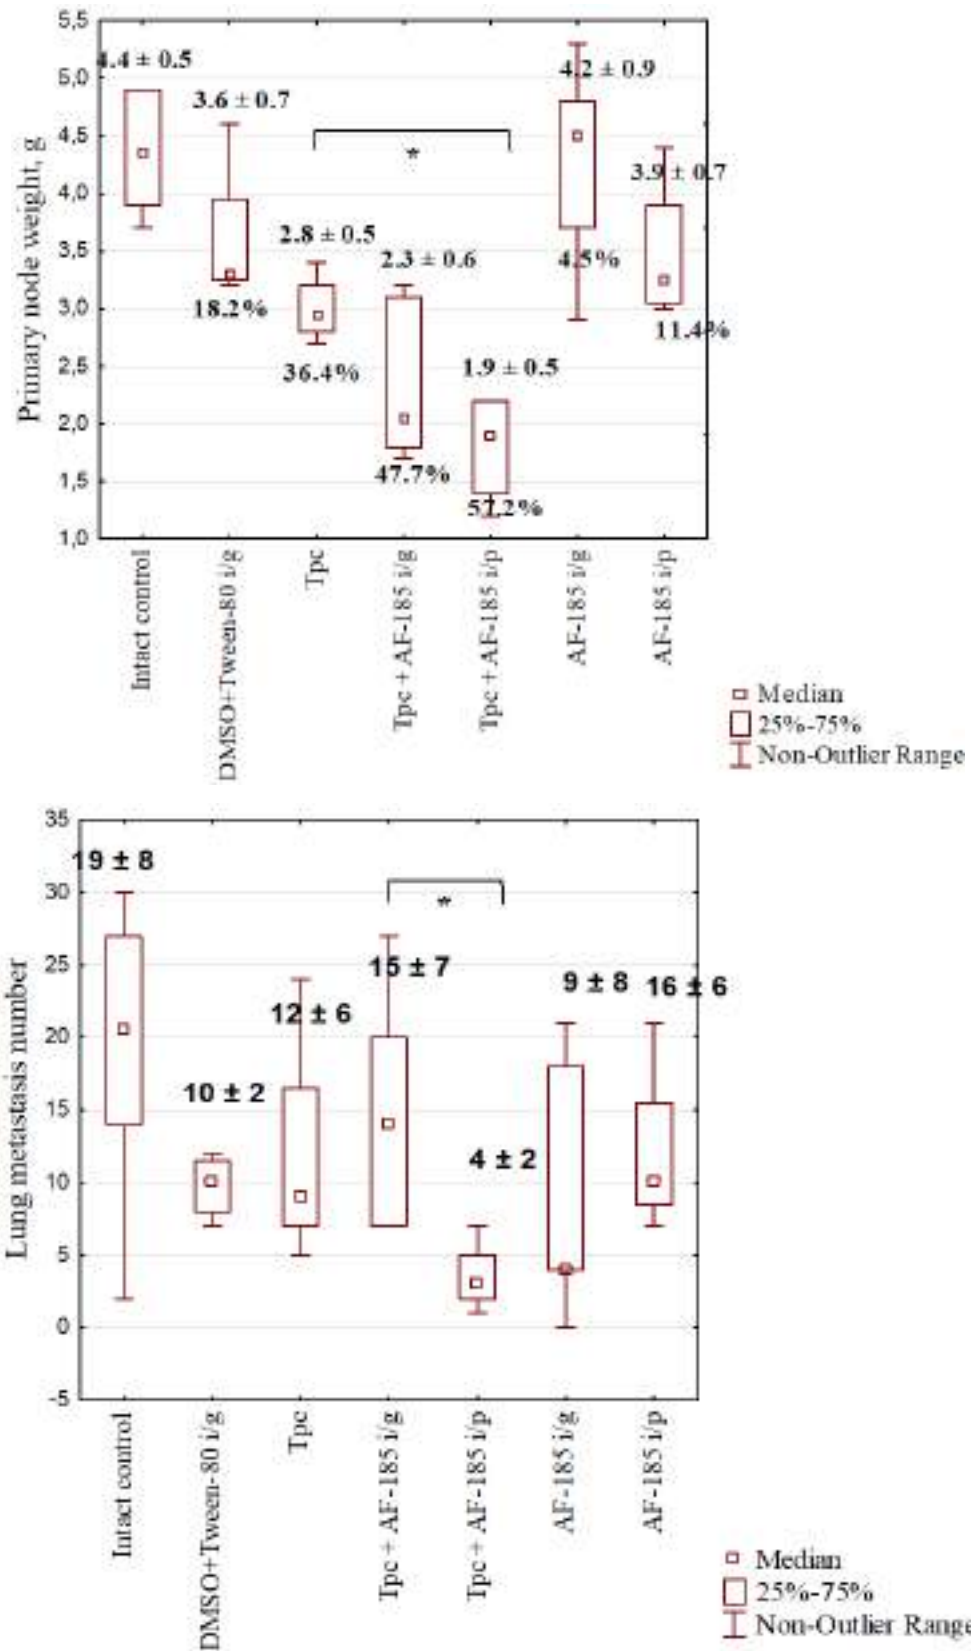 5,5
4.4 ± 0.5
5,0
4.2 ± 0.9
3.6 ± 0.7
4,5
*
3.9 ± 0.7
4,0
Primary node weight, g
3,5
2.8 ± 0.5
2.3 ± 0.6
4.5%
3,0
18.2%
11.4%
2,5
36.4%
1.9 ± 0.5
2,0
47.7%
1,5
57.2%
1,0
Intact control
DMSO+Tween-80 i/g
Tpc
Tpc + AF-185 i/g
Tpc + AF-185 i/p
AF-185 i/g
AF-185 i/p
Median
25%-75%
Non-Outlier Range
35
19 ± 8
30
*
25
15 ± 7
9 ± 8
16 ± 6
Lung metastasis number
20
12 ± 6
15
10 ± 2
4 ± 2
10
5
0
-5
Intact control
DMSO+Tween-80 i/g
Tpc
Tpc + AF-185 i/g
Tpc + AF-185 i/p
AF-185 i/g
AF-185 i/p
Median
25%-75%
Non-Outlier Range